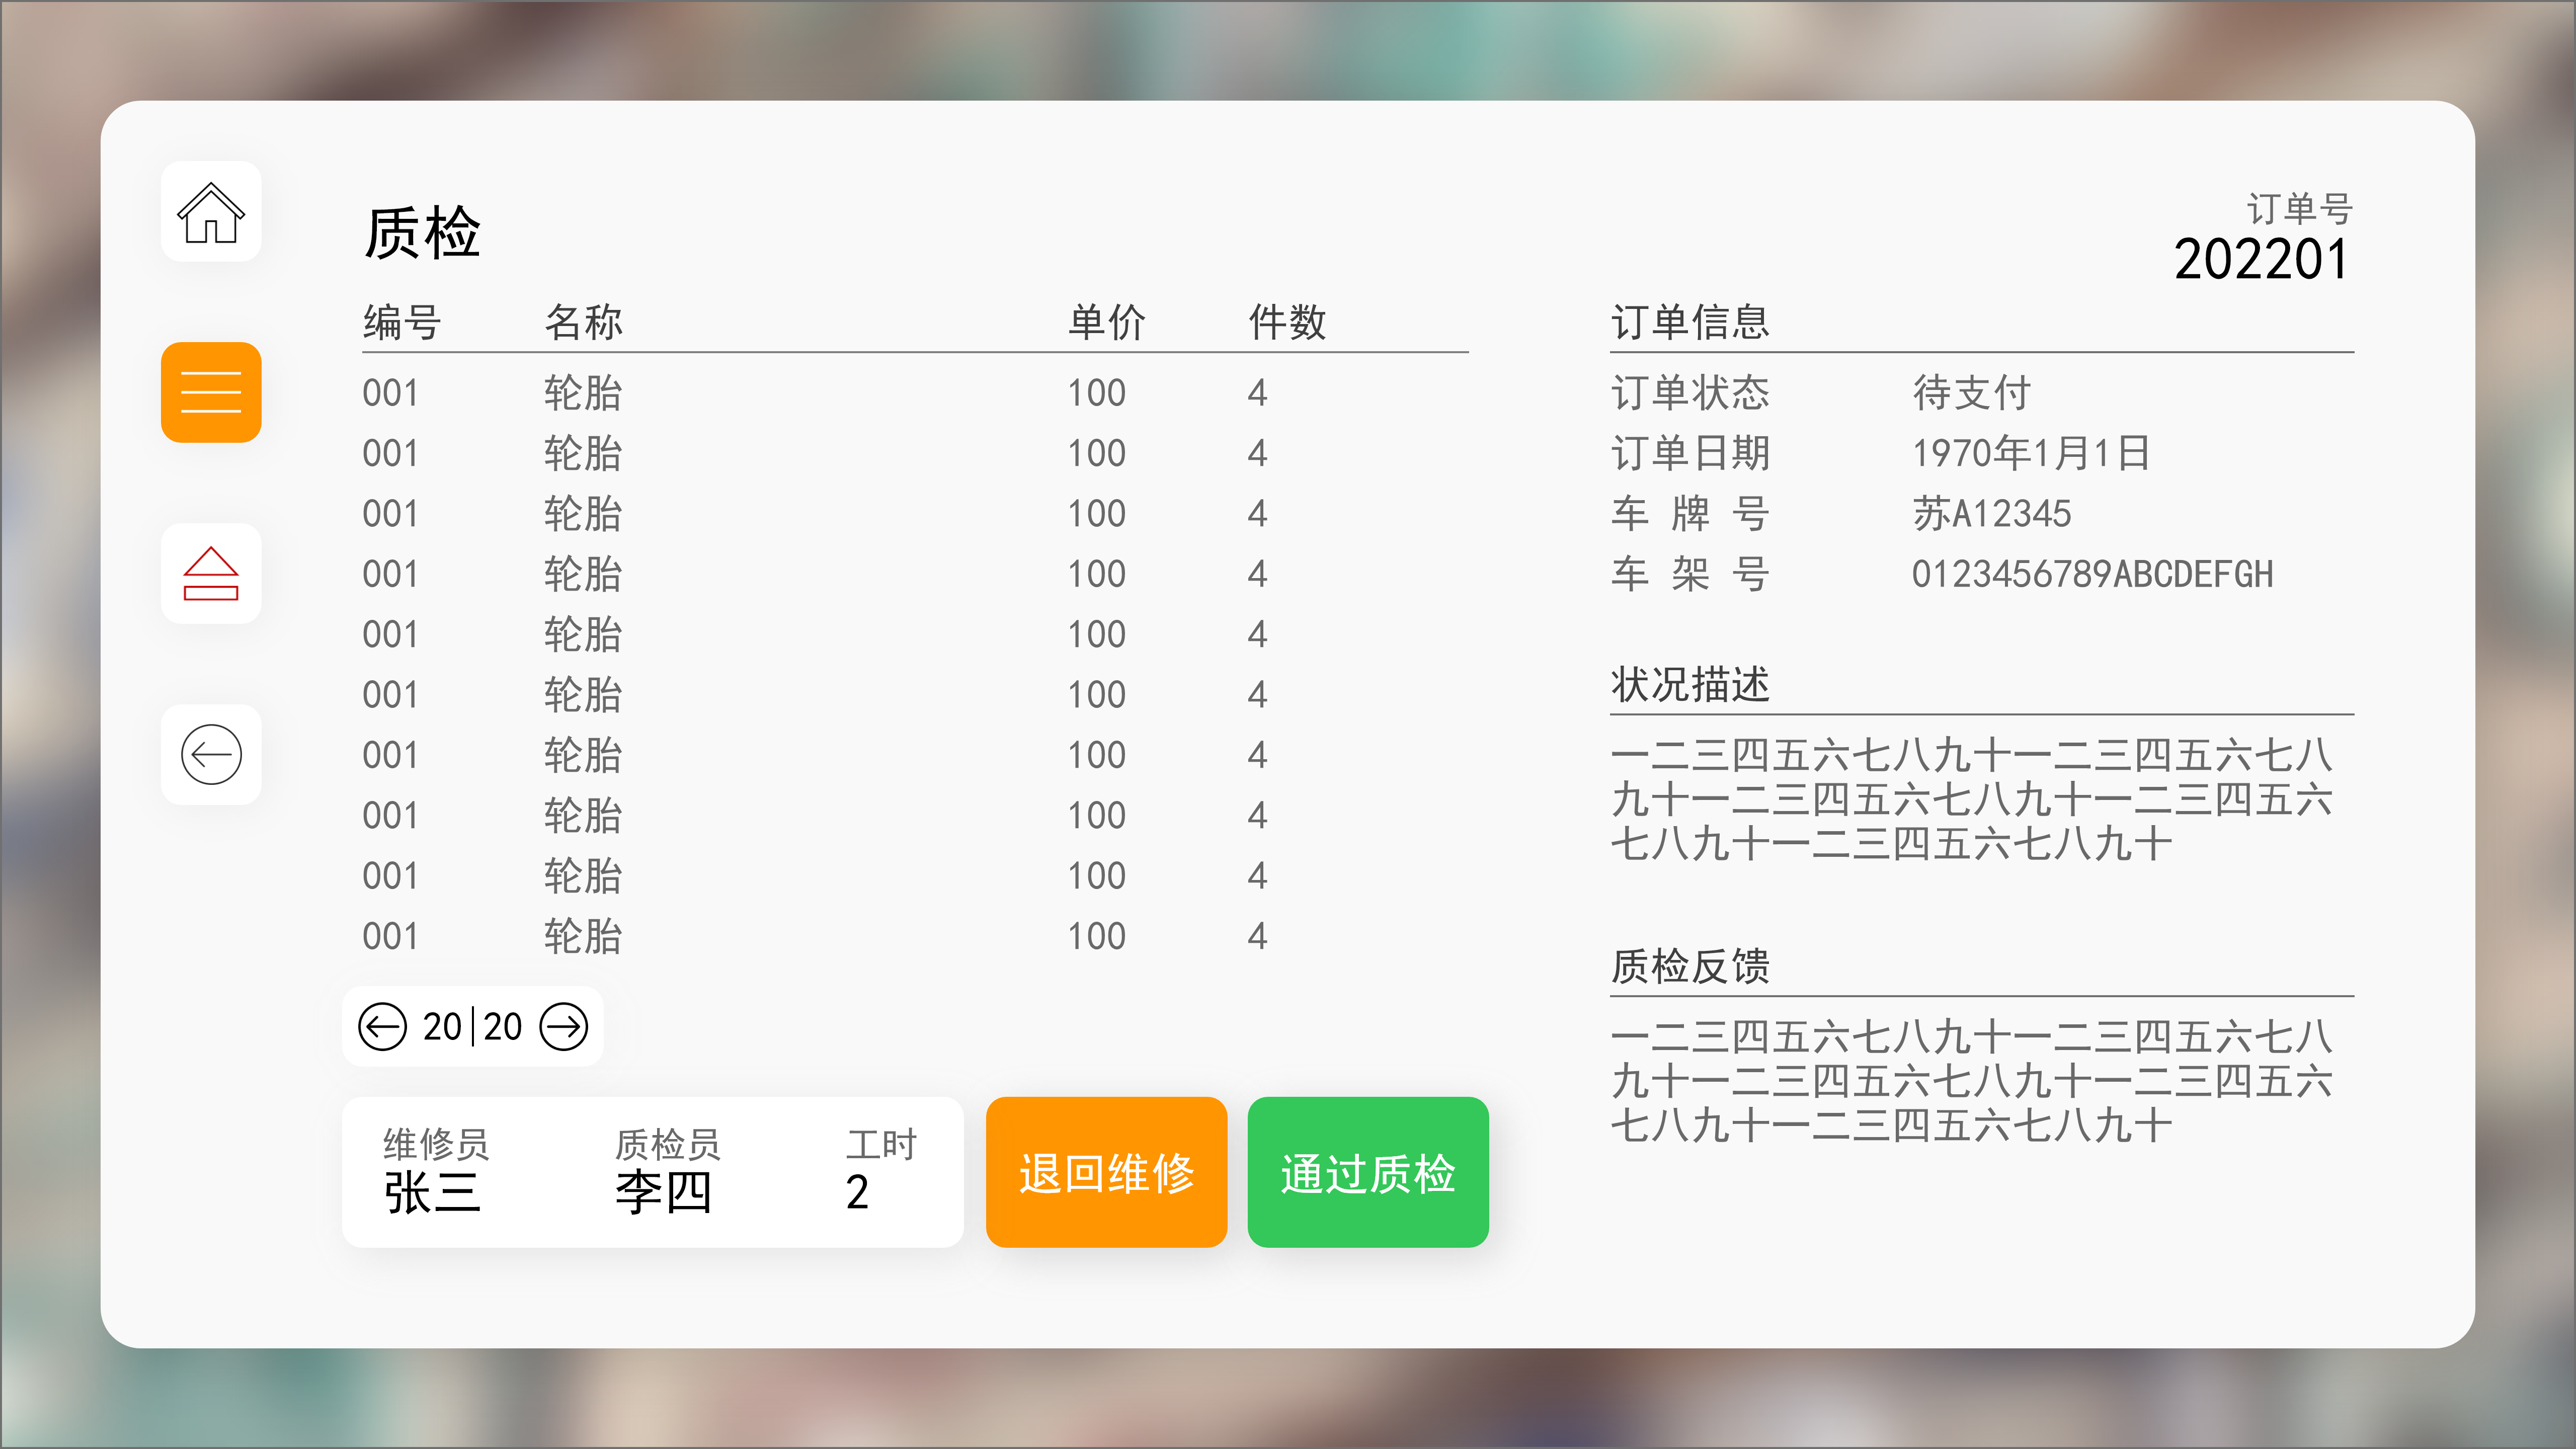 质检
订单号
202201
编号 名称 单价 件数
001 轮胎 100 4
001 轮胎 100 4
001 轮胎 100 4
001 轮胎 100 4
001 轮胎 100 4
001 轮胎 100 4
001 轮胎 100 4
001 轮胎 100 4
001 轮胎 100 4
001 轮胎 100 4
20|20
维修员 质检员 工时
张三 李四 2
退回维修
通过质检
订单信息
订单状态 待支付
订单日期 1970年1月1日
车 牌 号 苏A12345
车 架 号 0123456789ABCDEFGH
状况描述
一二三四五六七八九十一二三四五六七八
九十一二三四五六七八九十一二三四五六
七八九十一二三四五六七八九十
质检反馈
一二三四五六七八九十一二三四五六七八
九十一二三四五六七八九十一二三四五六
七八九十一二三四五六七八九十